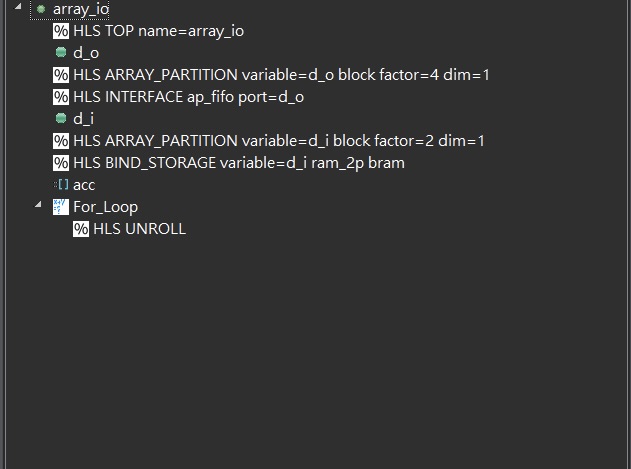 array_io
% HLS TOP name=array_io
d_o
% HLS ARRAY_PARTITION variable=d_o block factor=4 dim=1
% HLS INTERFACE ap_fifo port=d_o
d_i
% HLS ARRAY_PARTITION variable=d_i block factor=2 dim=1
% HLS BIND_STORAGE variable=d_i ram_2p bram
acc
For_Loop
% HLS UNROLL